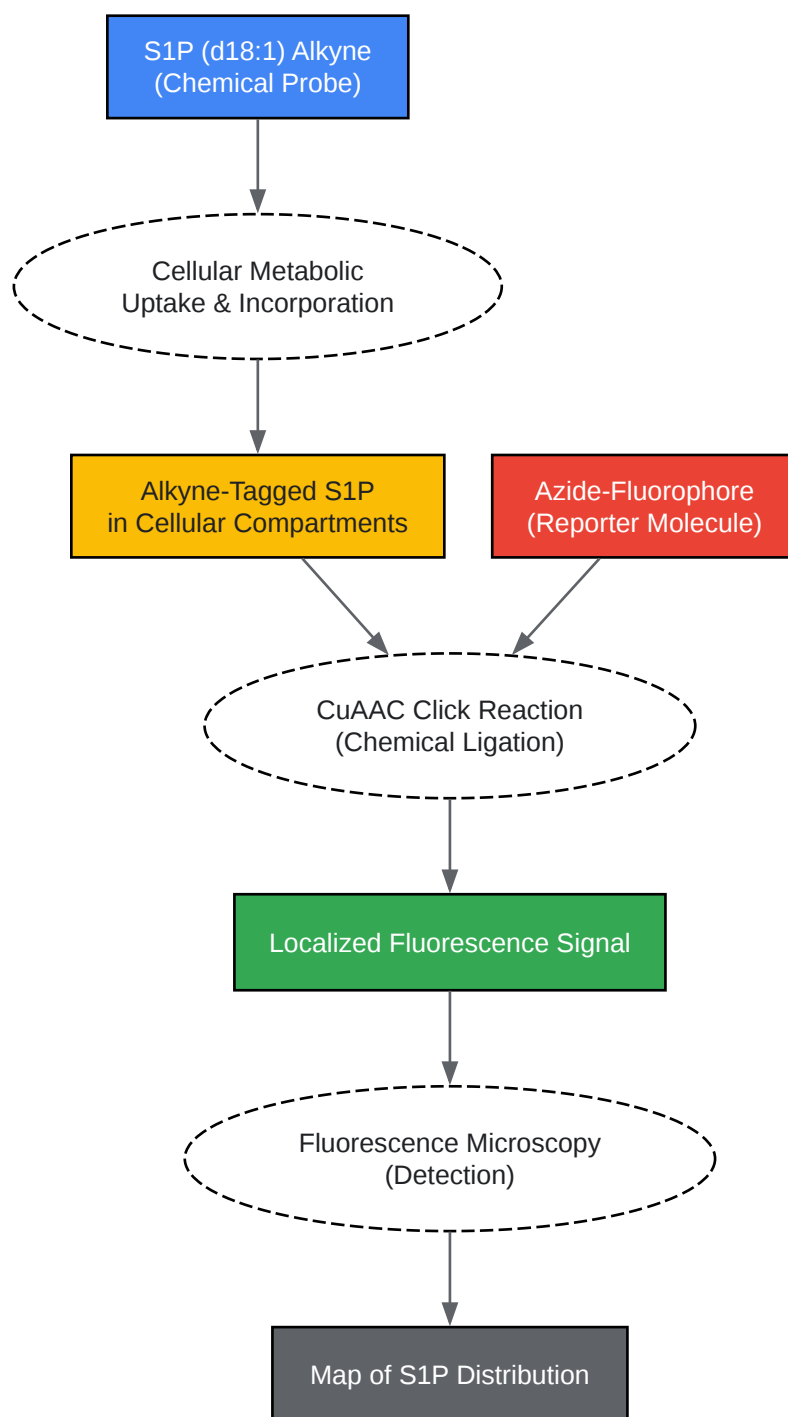 S1P (d18:1) Alkyne
(Chemical Probe)
Cellular Metabolic
Uptake & Incorporation
Alkyne-Tagged S1P
in Cellular Compartments
Azide-Fluorophore
(Reporter Molecule)
CuAAC Click Reaction
(Chemical Ligation)
Localized Fluorescence Signal
Fluorescence Microscopy
(Detection)
Map of S1P Distribution